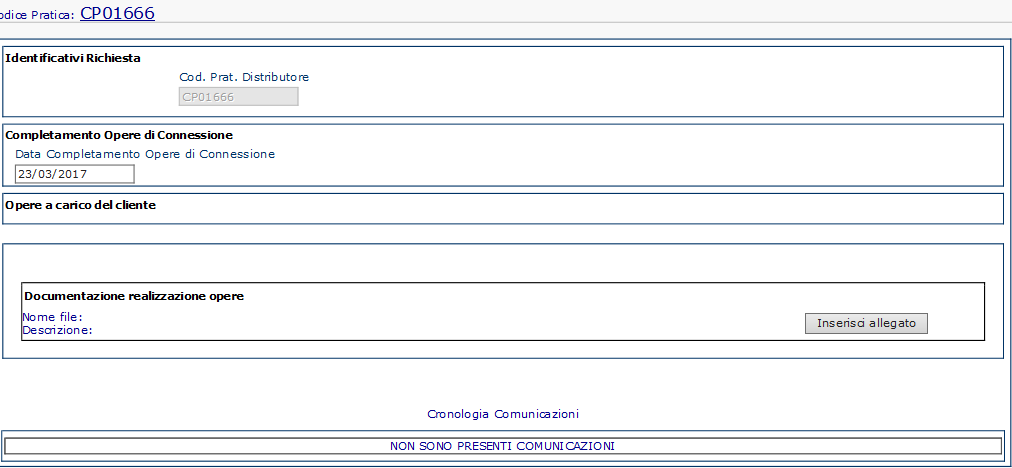 odice Pratica: CP01666
Identificativi Richiesta
Cod. Prat. Distributore
CP01666
Completamento Opere di Connessione
Data Completamento Opere di Connessione
23/03/2017
Opere a carico del cliente
Documentazione realizzazione opere
Nome file:
Descrizione:
Inserisci allegato
Cronologia Comunicazioni
NON SONO PRESENTI COMUNICAZIONI